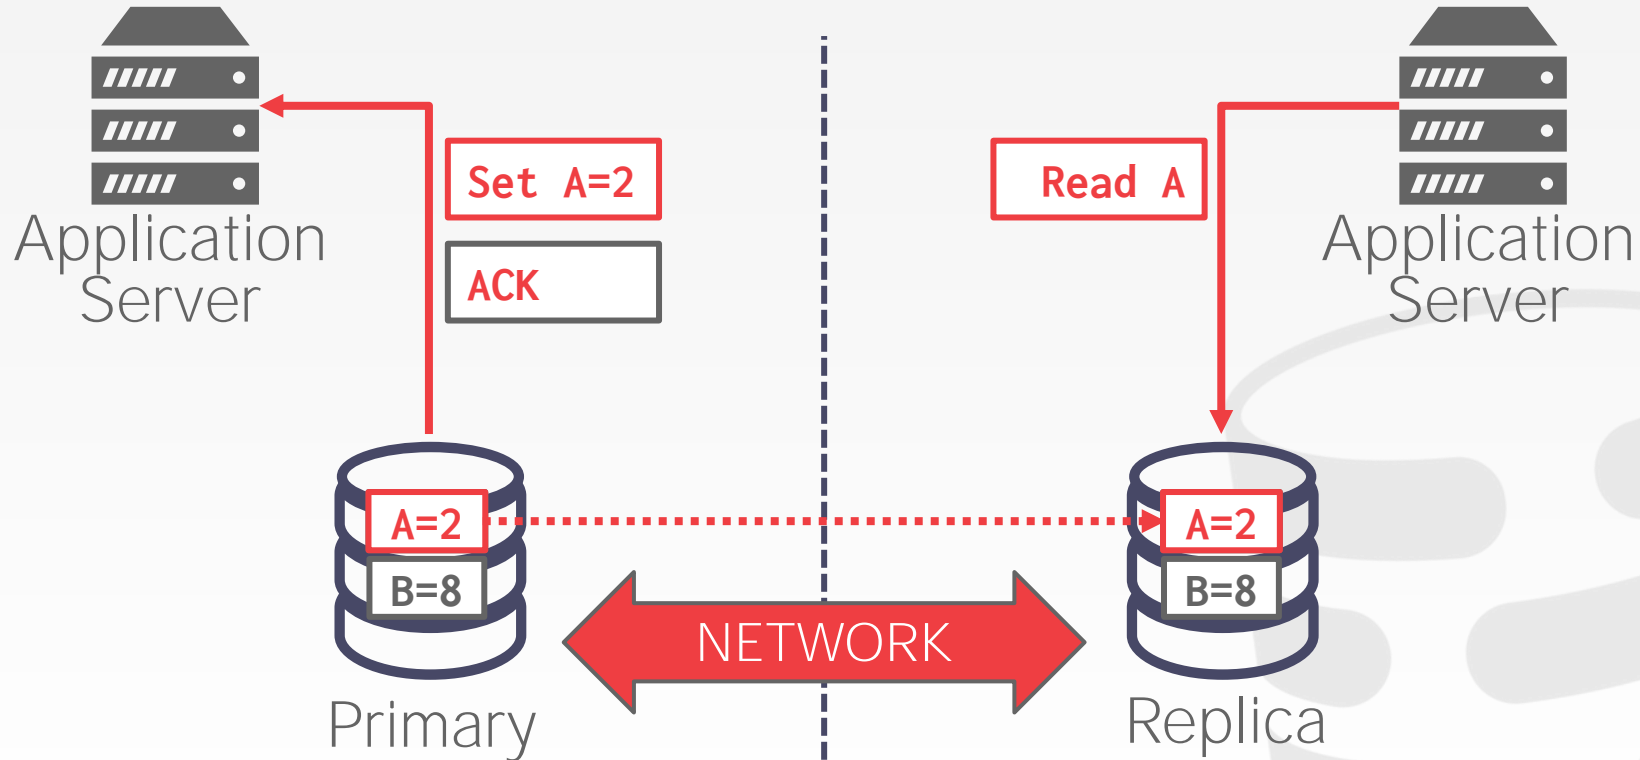 Set A=2
Read A
Application
Server
ACK
Application
Server
A=2
A=2
B=8
B=8
NETWORK
Primary
Replica